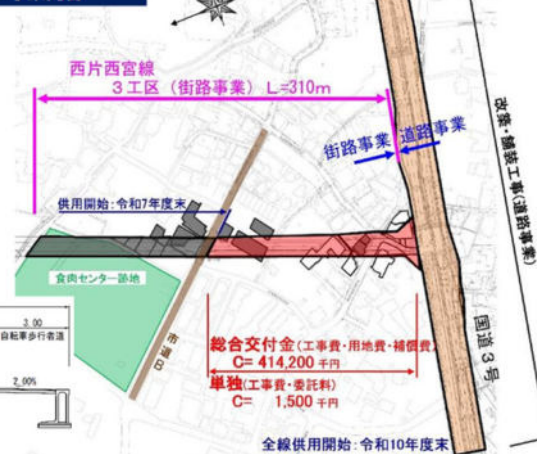 西片西宮線
3工区（街路事業） L=310m
街路事業 道路事業
改築・舗装工事(道路事業)
供用開始:令和7年度末
食肉センター跡地
3.00
自転車歩行者道
2.00%
市道B
総合交付金(工事費・用地費・補償費)
C= 414,200 千円
単独(工事費・委託料)
C= 1,500 千円
国道3号
全線供用開始:令和10年度末